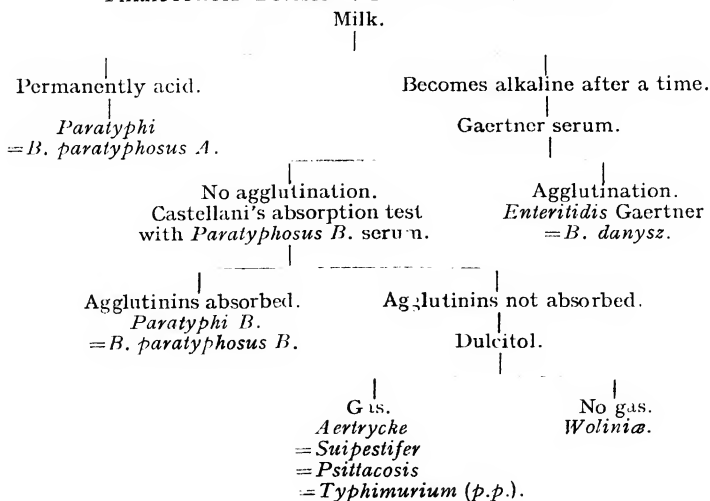 Milk.
Permanently acid.
Becomes alkaline after a time.
Paratyphi
= B. paratyphosus A.
Gaertner serum.
No agglutination.
Castellani's absorption test
with Paratyphosus B. serum.
Agglutination.
Enteritidis Gaertner
= B. danysz.
Agglutinins absorbed.
Paratyphi B.
= B. paratyphosus B.
Agglutinins not absorbed.
Dulcitol.
Gas.
Aertrycke
= Suipestifer
= Psittacosis
= Typhimurium (p.p.).
No gas.
Woliniæ.